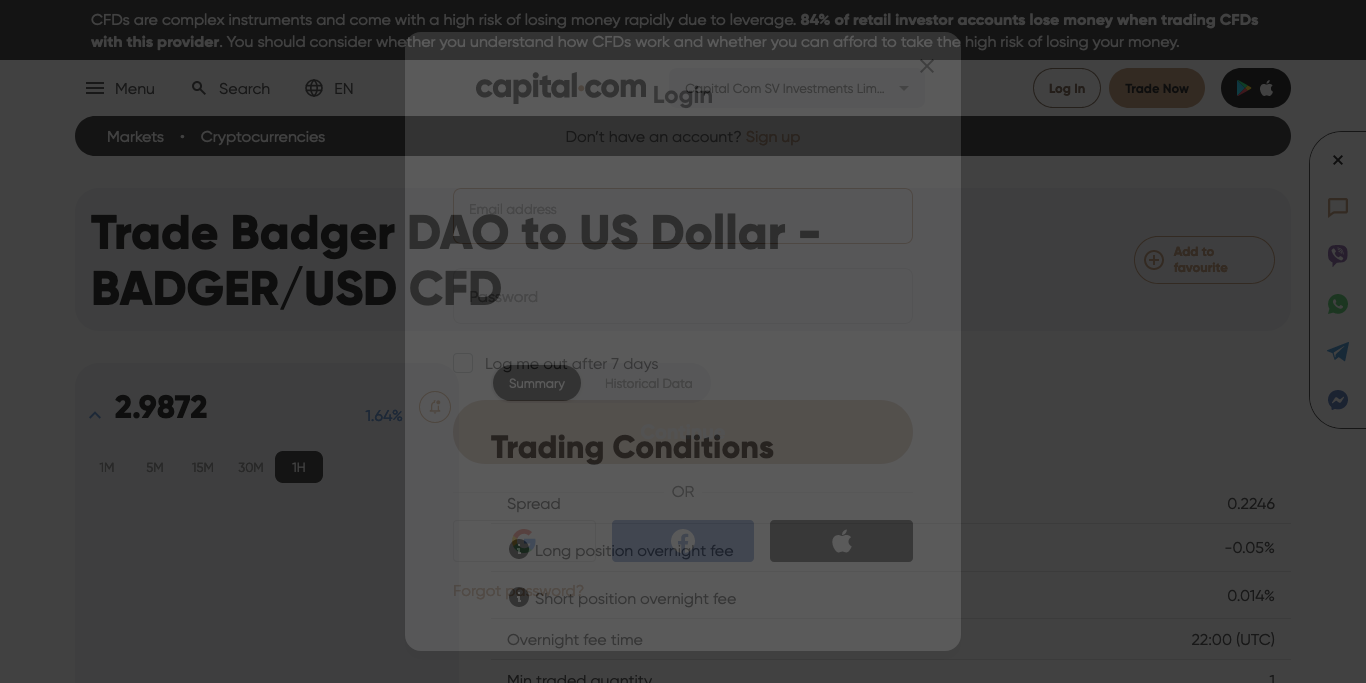 CFDs are complex instruments and come with a high risk of losing money rapidly due to leverage. 84% of retail investor accounts lose money when trading CFDs
with this provider. You should consider whether you understand how CFDs work and whether you can afford to take the high risk of losing your money.
Menu
Search
EN
capital.com
Capital Com SV Investments Lim...
Login
Log In
Trade Now
Markets • Cryptocurrencies
Don't have an account? Sign up
Email address
Trade Badger DAO to US Dollar -
BADGER/USD CFD
Add to
favourite
Password
Log me out after 7 days
Summary
Historical Data
2.9872
1.64%
1M
5M
15M
30M
1H
Trading Conditions
OR
Spread
0.2246
Long position overnight fee
-0.05%
Forgot password?
Short position overnight fee
0.014%
Overnight fee time
22:00 (UTC)
Min traded quantity
1